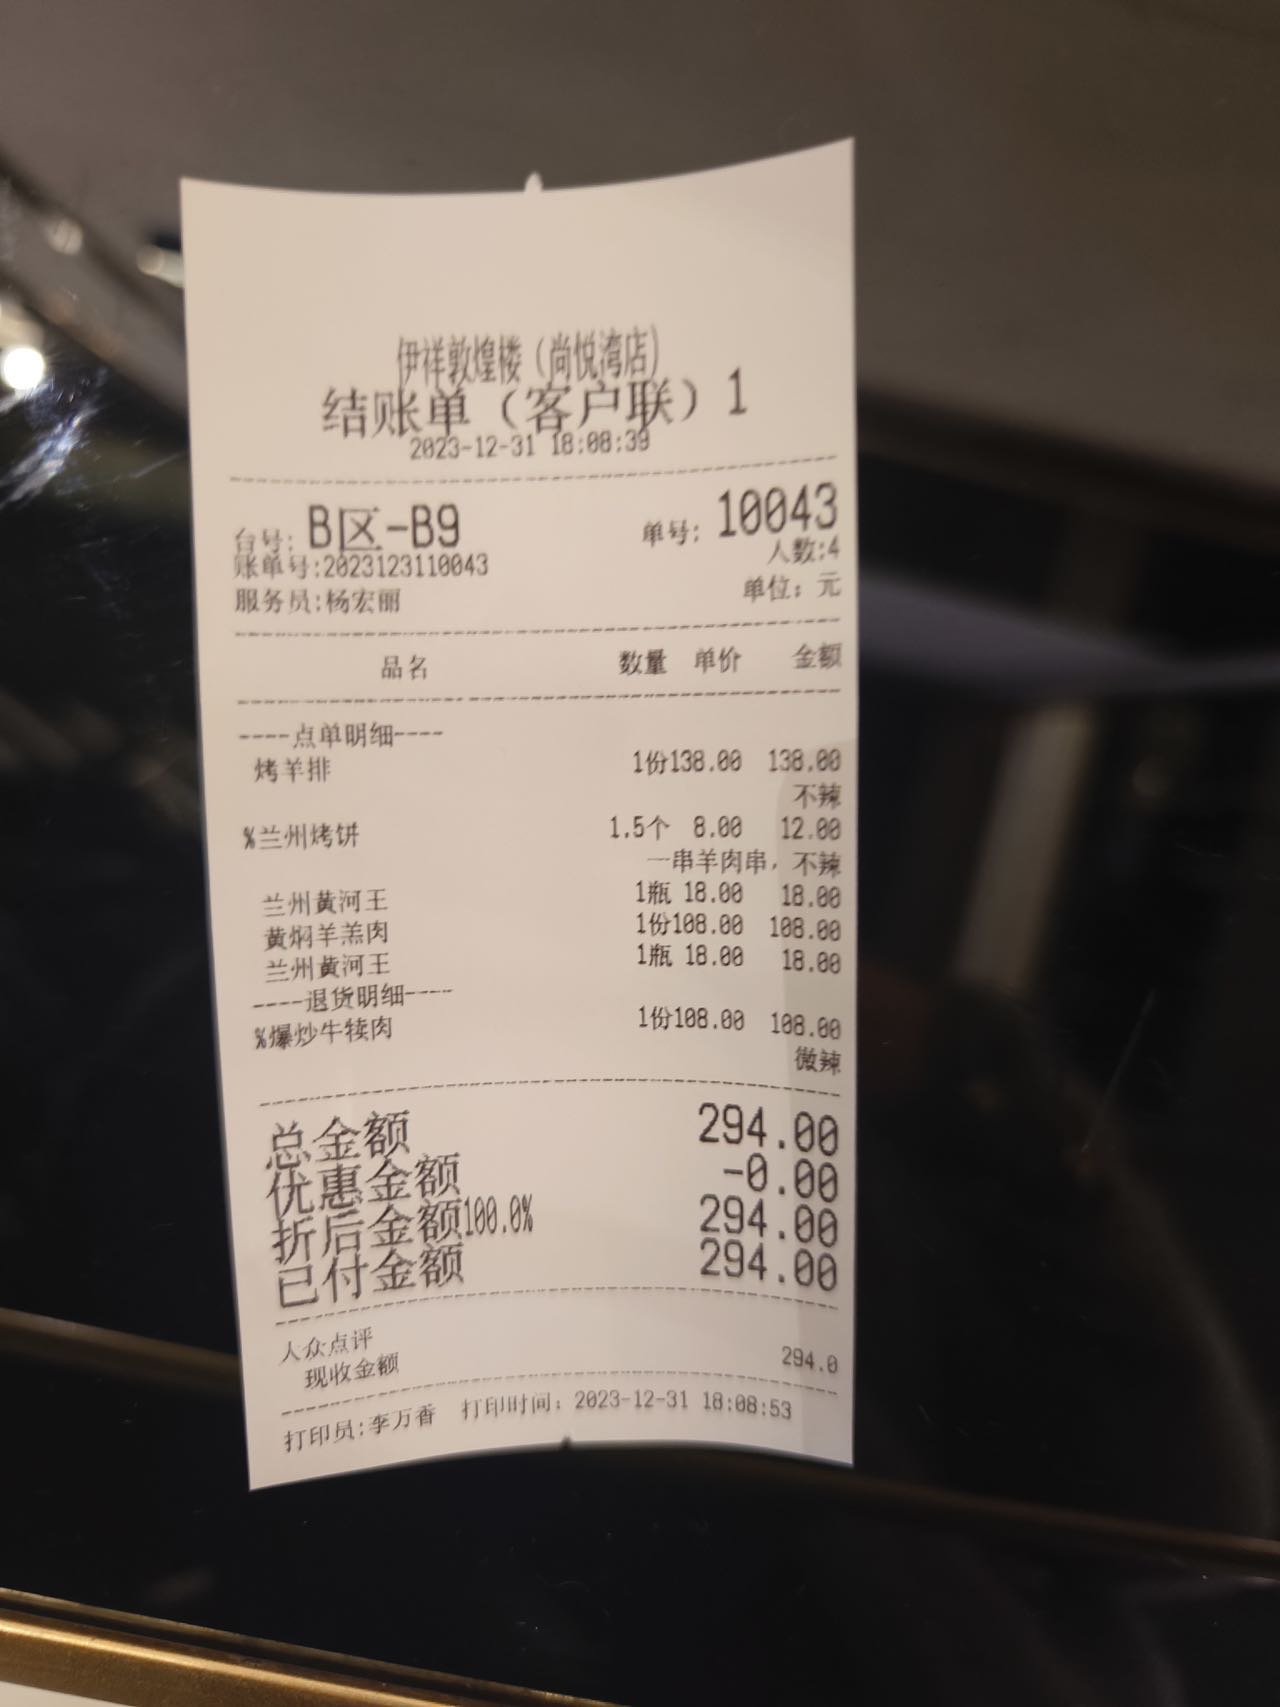 伊祥敦煌楼（尚悦湾店）
结账单（客户联）1
2023-12-31 18:08:39
台号: B区-B9 单号: 10043
账单号:2023123110043 人数:4
服务员:杨宏丽 单位: 元
品名 数量 单价 金额
----点单明细----
烤羊排 1份138.00 138.00
不辣
%兰州烤饼 1.5个 8.00 12.00
一串羊肉串, 不辣
兰州黄河王 1瓶 18.00 18.00
黄焖羊羔肉 1份108.00 108.00
兰州黄河王 1瓶 18.00 18.00
----退货明细----
%爆炒牛犊肉 1份108.00 108.00
微辣
总金额 294.00
优惠金额 -0.00
折后金额100.0% 294.00
已付金额 294.00
大众点评
现收金额 294.0
打印员:李万香 打印时间: 2023-12-31 18:08:53